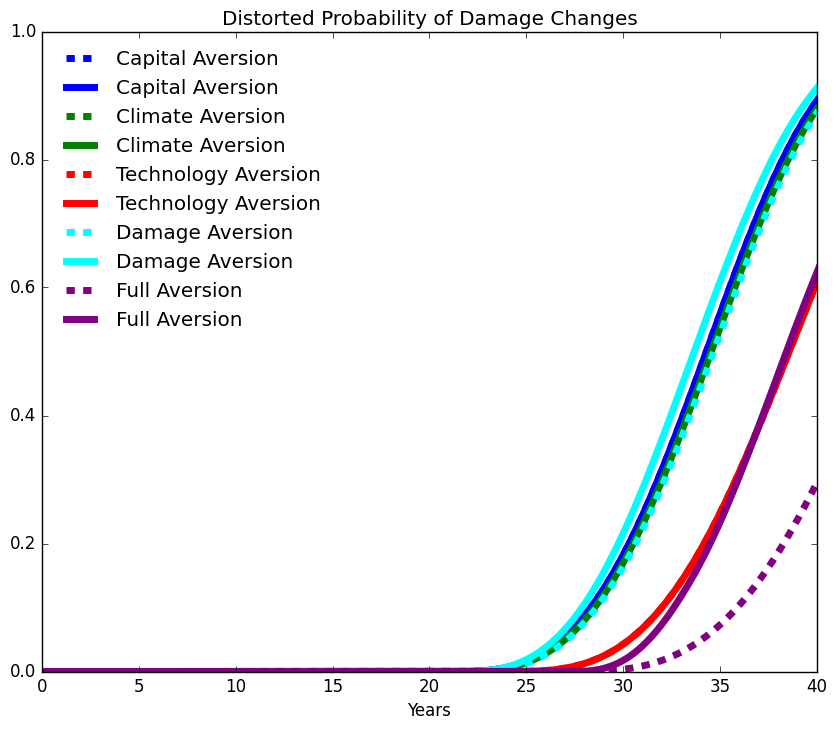 Distorted Probability of Damage Changes
1.0
0.8
0.6
0.4
0.2
0.0
Capital Aversion
Capital Aversion
Climate Aversion
Climate Aversion
Technology Aversion
Technology Aversion
Damage Aversion
Damage Aversion
Full Aversion
Full Aversion
0 5 10 15 20 25 30 35 40
Years